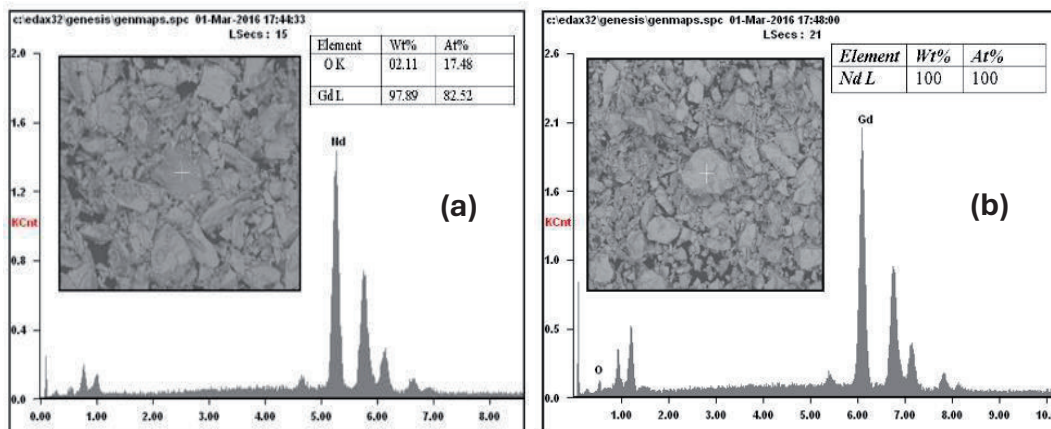 c:\edax32\genesis\genmaps.spc 01-Mar-2016 17:44:33
LSecs : 15
Element Wt% At%
O K 02.11 17.48
Gd L 97.89 82.52
2.0
1.6
1.2
KCnt
0.8
0.4
0.0
Nd
(a)
0.00 1.00 2.00 3.00 4.00 5.00 6.00 7.00 8.00
c:\edax32\genesis\genmaps.spc 01-Mar-2016 17:48:00
LSecs : 21
Element Wt% At%
Nd L 100 100
2.6
2.1
1.6
KCnt
1.0
0.5
0.0
Gd
O
(b)
1.00 2.00 3.00 4.00 5.00 6.00 7.00 8.00 9.00 10.0